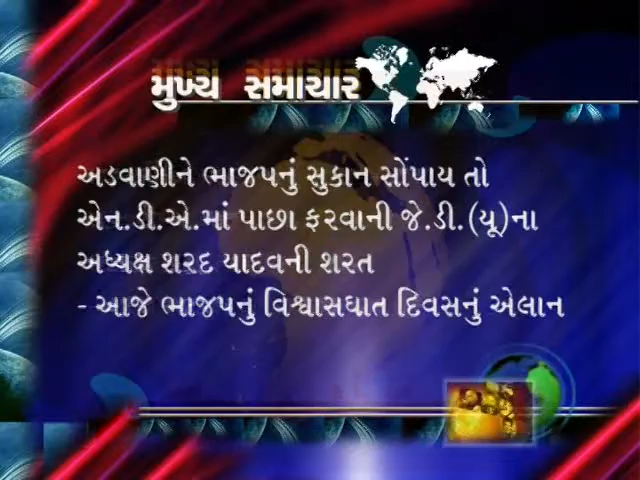 મુખ્ય સમાચાર
અડવાણીને ભાજપનું સુકાન સોંપાય તો
એન.ડી.એ.માં પાછા ફરવાની જે.ડી.(યૂ)ના
અધ્યક્ષ શરદ યાદવની શરત
- આજે ભાજપનું વિશ્વાસઘાત દિવસનું એલાન